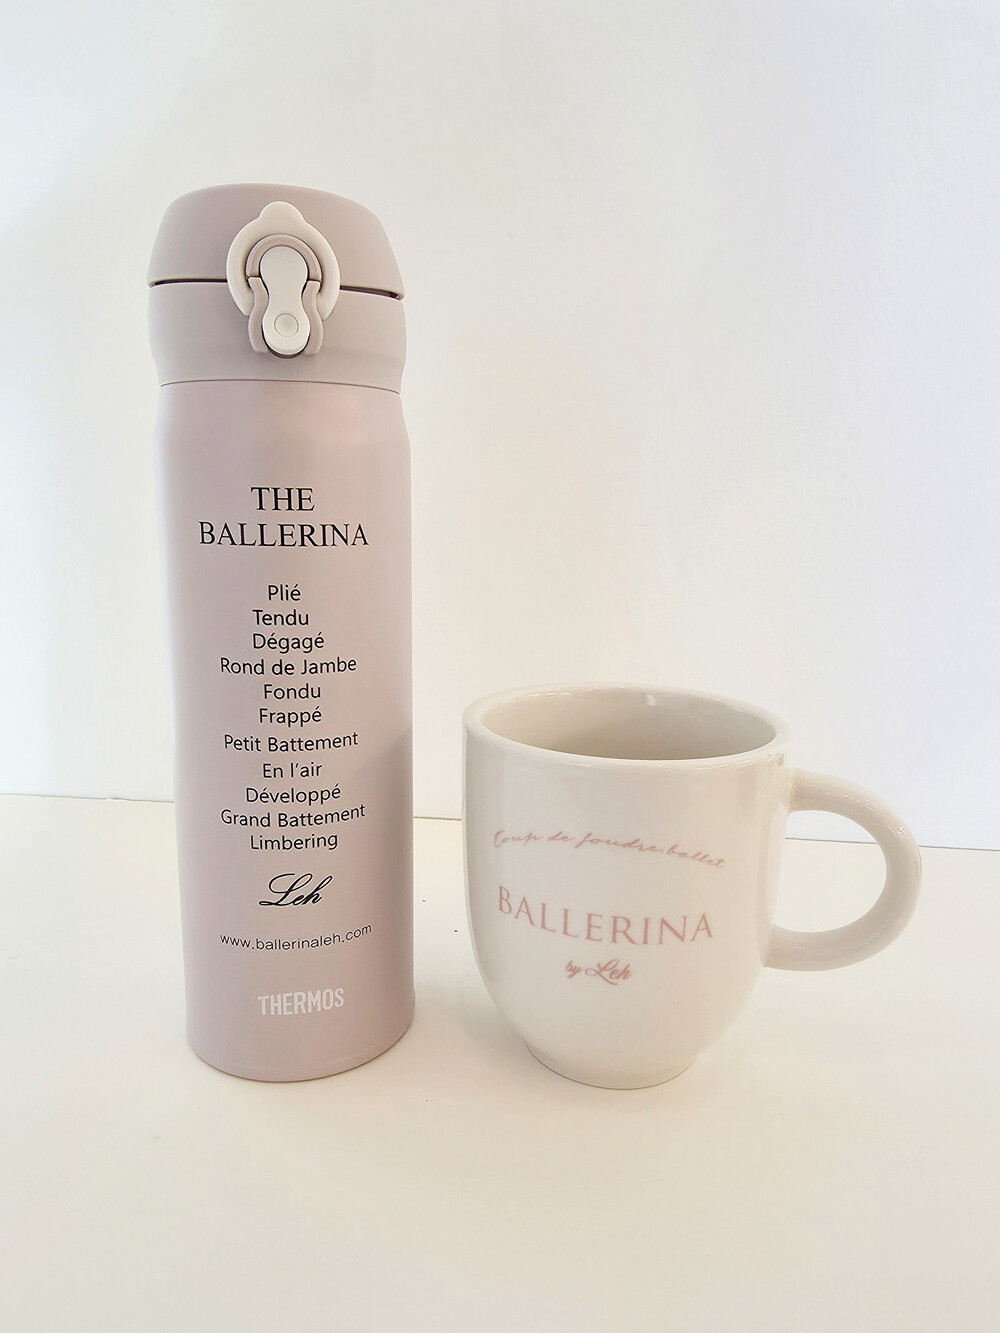 THE
BALLERINA
Plié
Tendu
Dégagé
Rond de Jambe
Fondu
Frappé
Petit Battement
En l'air
Développé
Grand Battement
Limbering
Leh
www.ballerinaleh.com
THERMOS
Coup de foudre.ballet
BALLERINA
by Leh